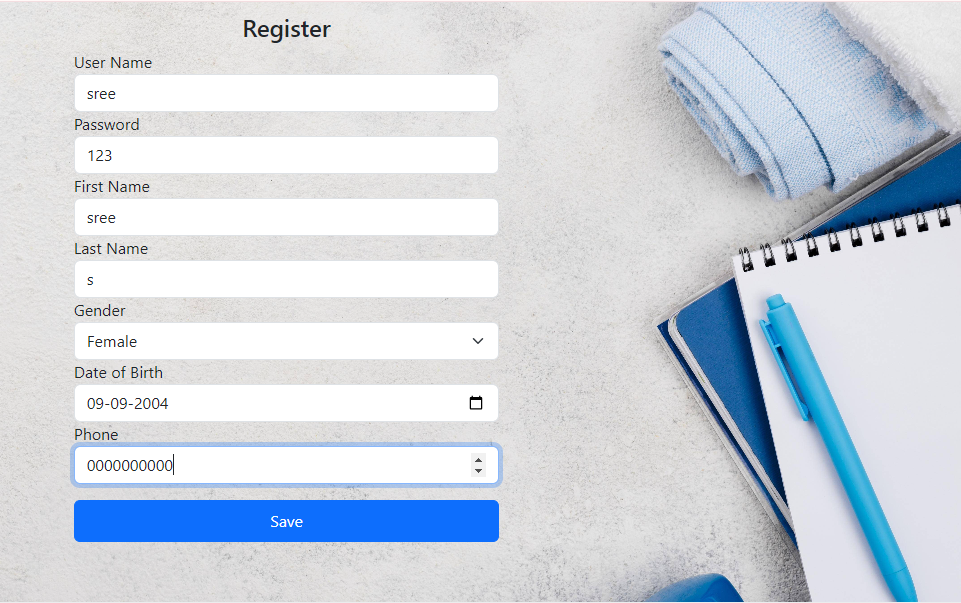 Register
User Name
sree
Password
123
First Name
sree
Last Name
s
Gender
Female
Date of Birth
09-09-2004
Phone
0000000000
Save